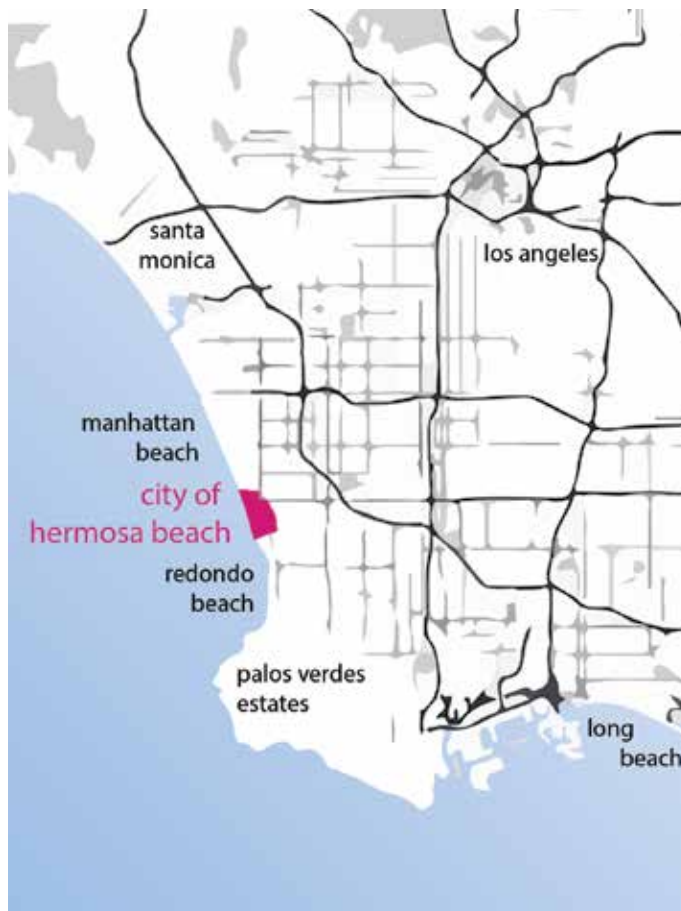 santa
monica
los angeles
manhattan
beach
city of
hermosa beach
redondo
beach
palos verdes
estates
long
beach